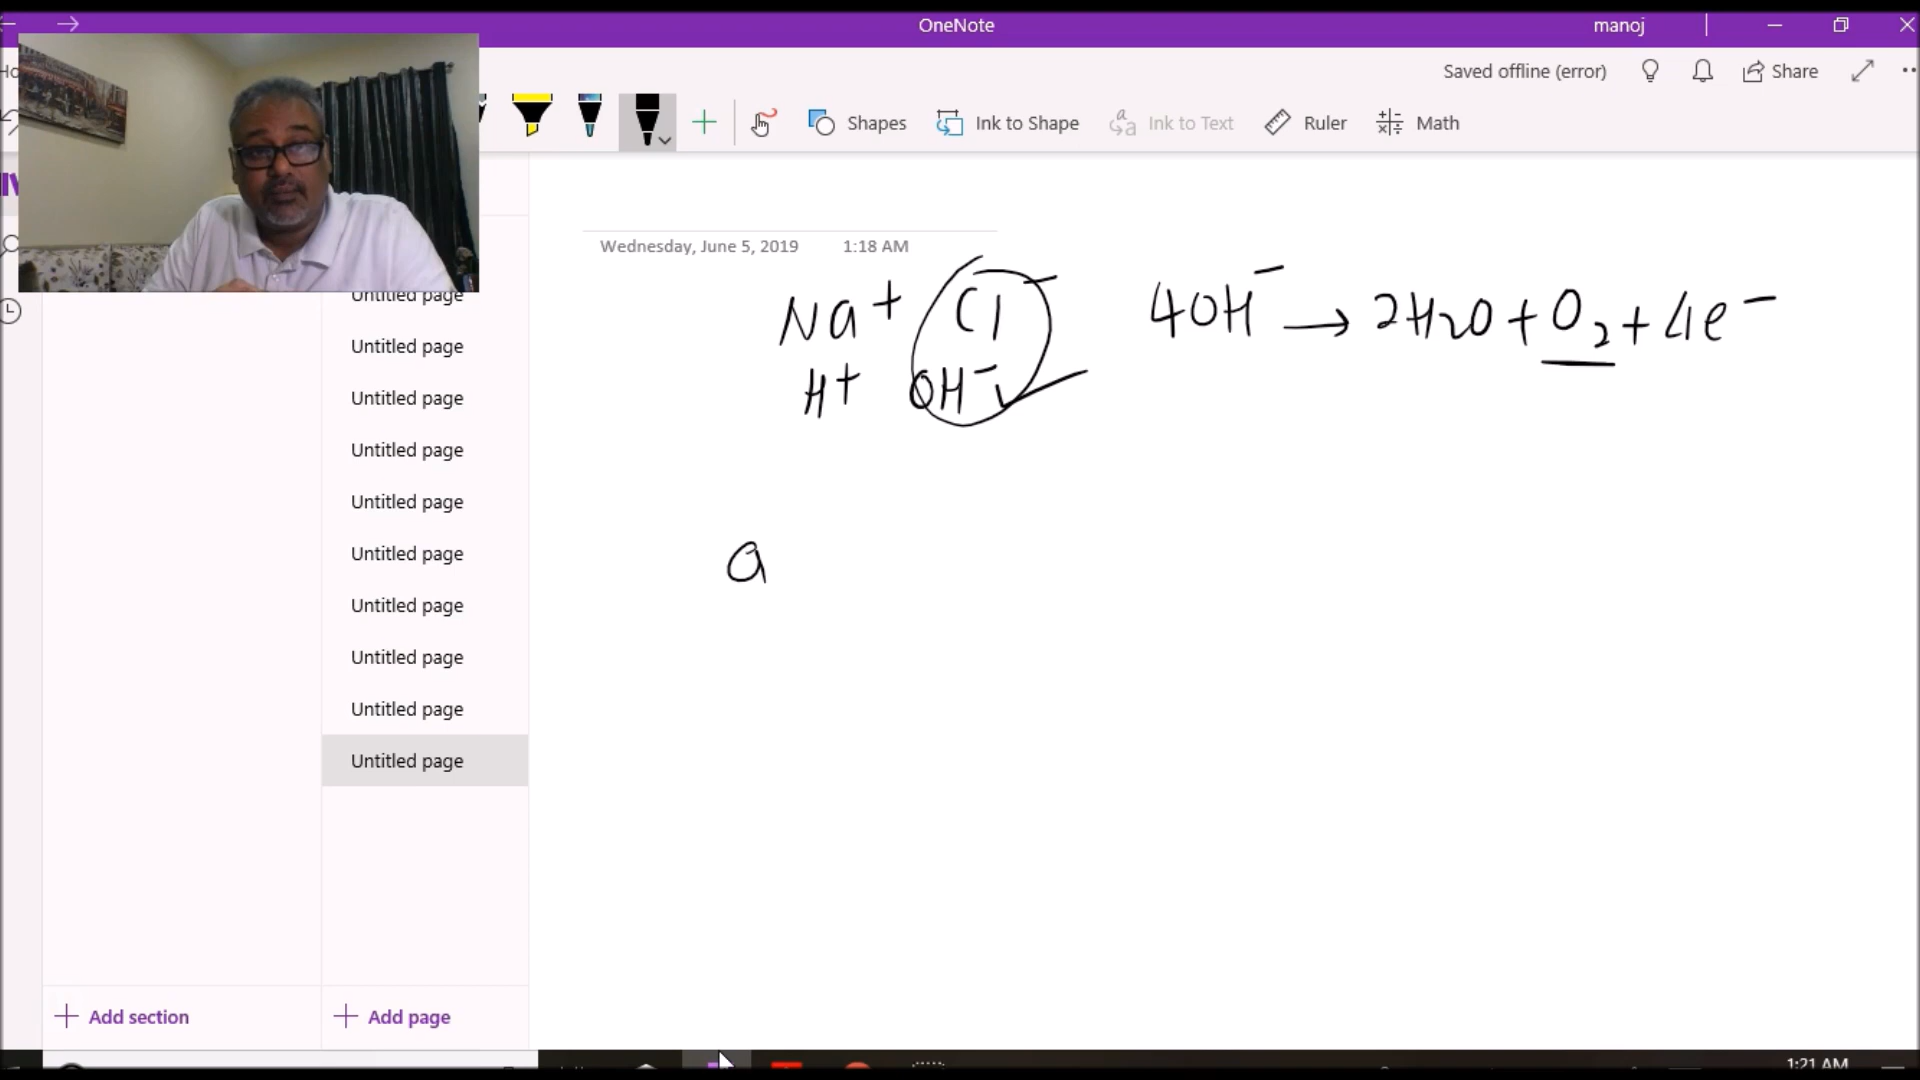 OneNote
manoj
Saved offline (error)
Share
Shapes
Ink to Shape
Ink to Text
Ruler
Math
Wednesday, June 5, 2019 1:18 AM
Na+ Cl− 4OH− → 2H2O + O2 + 4e−
H+ OH−
a
Untitled page
Untitled page
Untitled page
Untitled page
Untitled page
Untitled page
Untitled page
Untitled page
Untitled page
Untitled page
+ Add section
+ Add page
1:21 AM